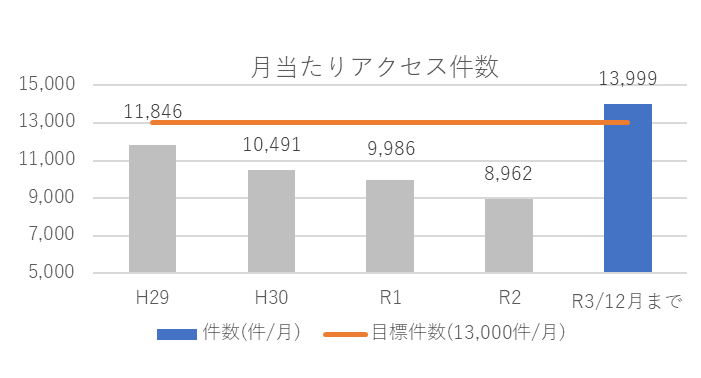 月当たりアクセス件数
15,000
13,000
11,000
9,000
7,000
5,000
11,846
10,491
9,986
8,962
13,999
H29
H30
R1
R2
R3/12月まで
件数(件/月)
目標件数(13,000件/月)